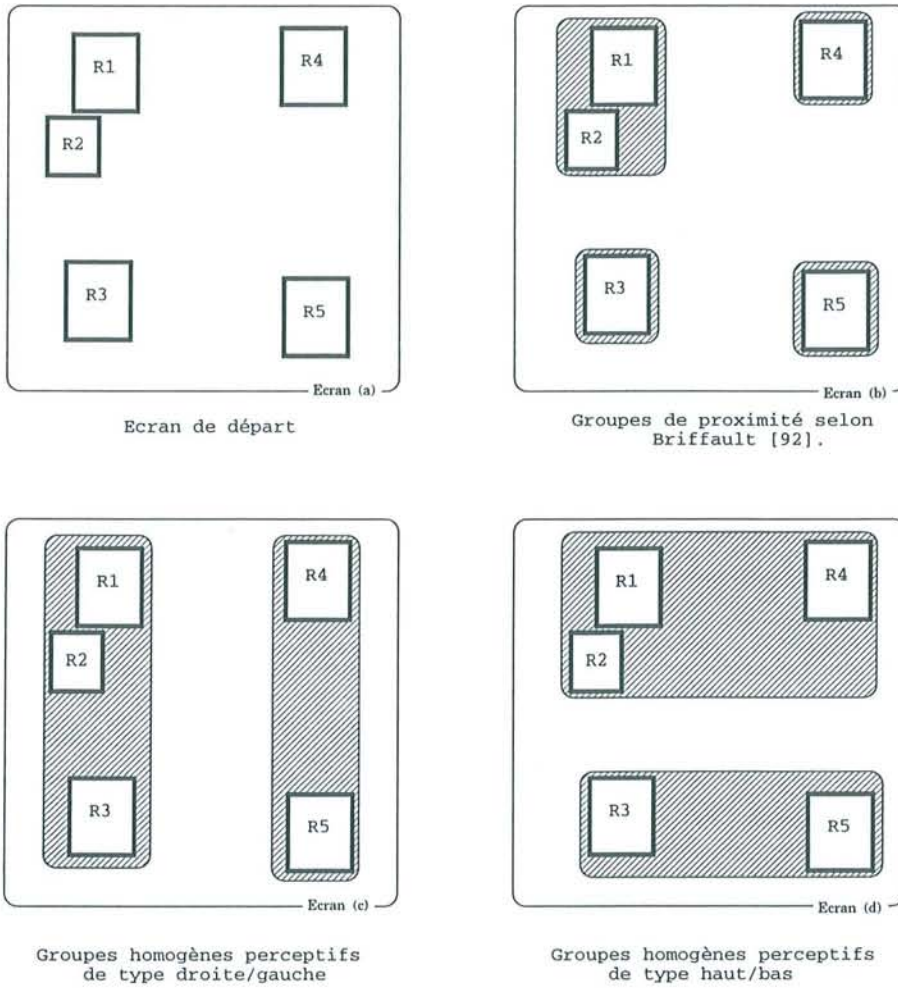 R1
R4
R2
R3
R5
Ecran (a)
Ecran de départ
R1
R4
R2
R3
R5
Ecran (b)
Groupes de proximité selon
Briffault [92].
R1
R4
R2
R3
R5
Ecran (c)
Groupes homogènes perceptifs
de type droite/gauche
R1
R4
R2
R3
R5
Ecran (d)
Groupes homogènes perceptifs
de type haut/bas